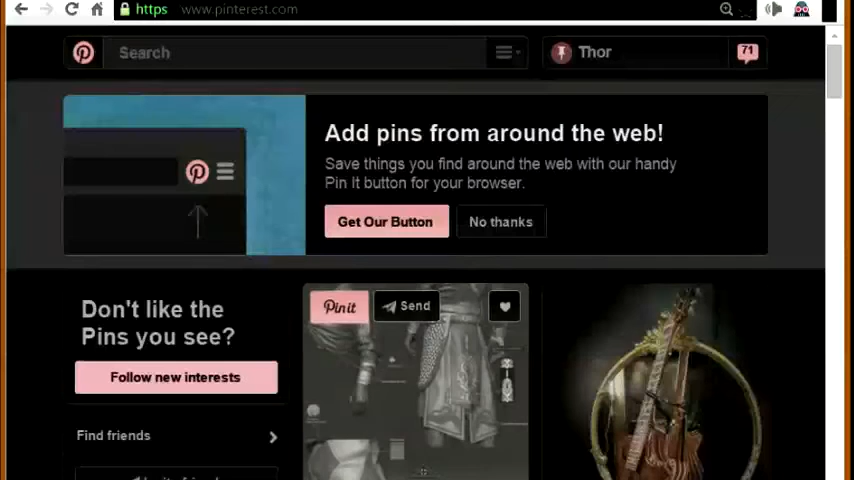 https www.pinterest.com
Search
Thor
71
Add pins from around the web!
Save things you find around the web with our handy
Pin It button for your browser.
Get Our Button
No thanks
Don't like the
Pins you see?
Pinit
Send
Follow new interests
Find friends